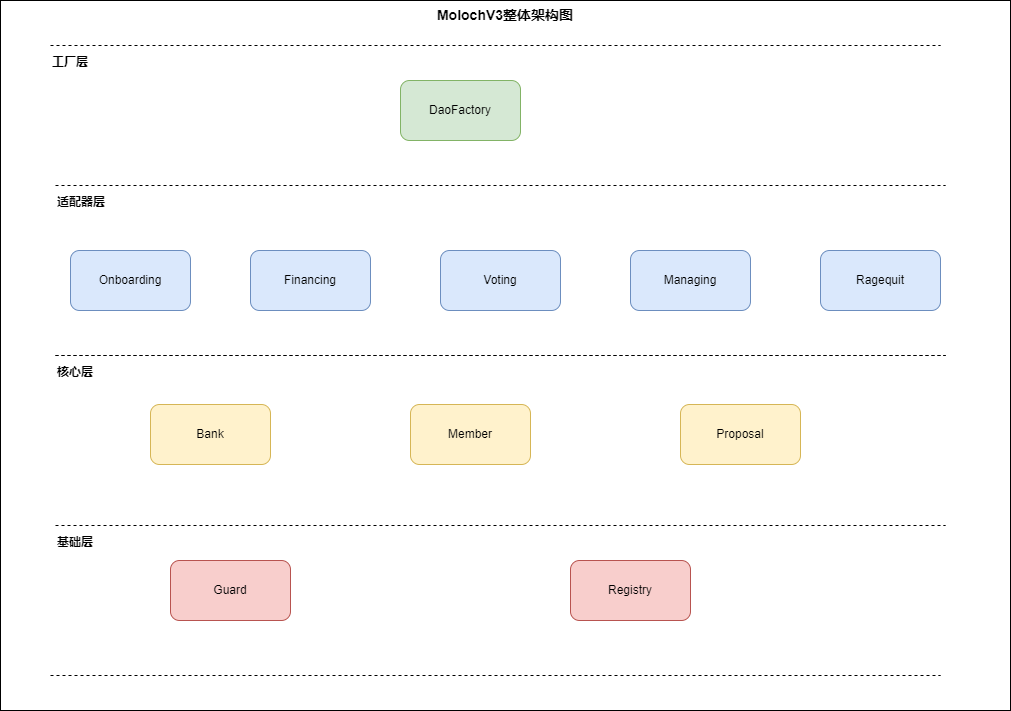 MolochV3整体架构图
工厂层
DaoFactory
适配器层
Onboarding
Financing
Voting
Managing
Ragequit
核心层
Bank
Member
Proposal
基础层
Guard
Registry